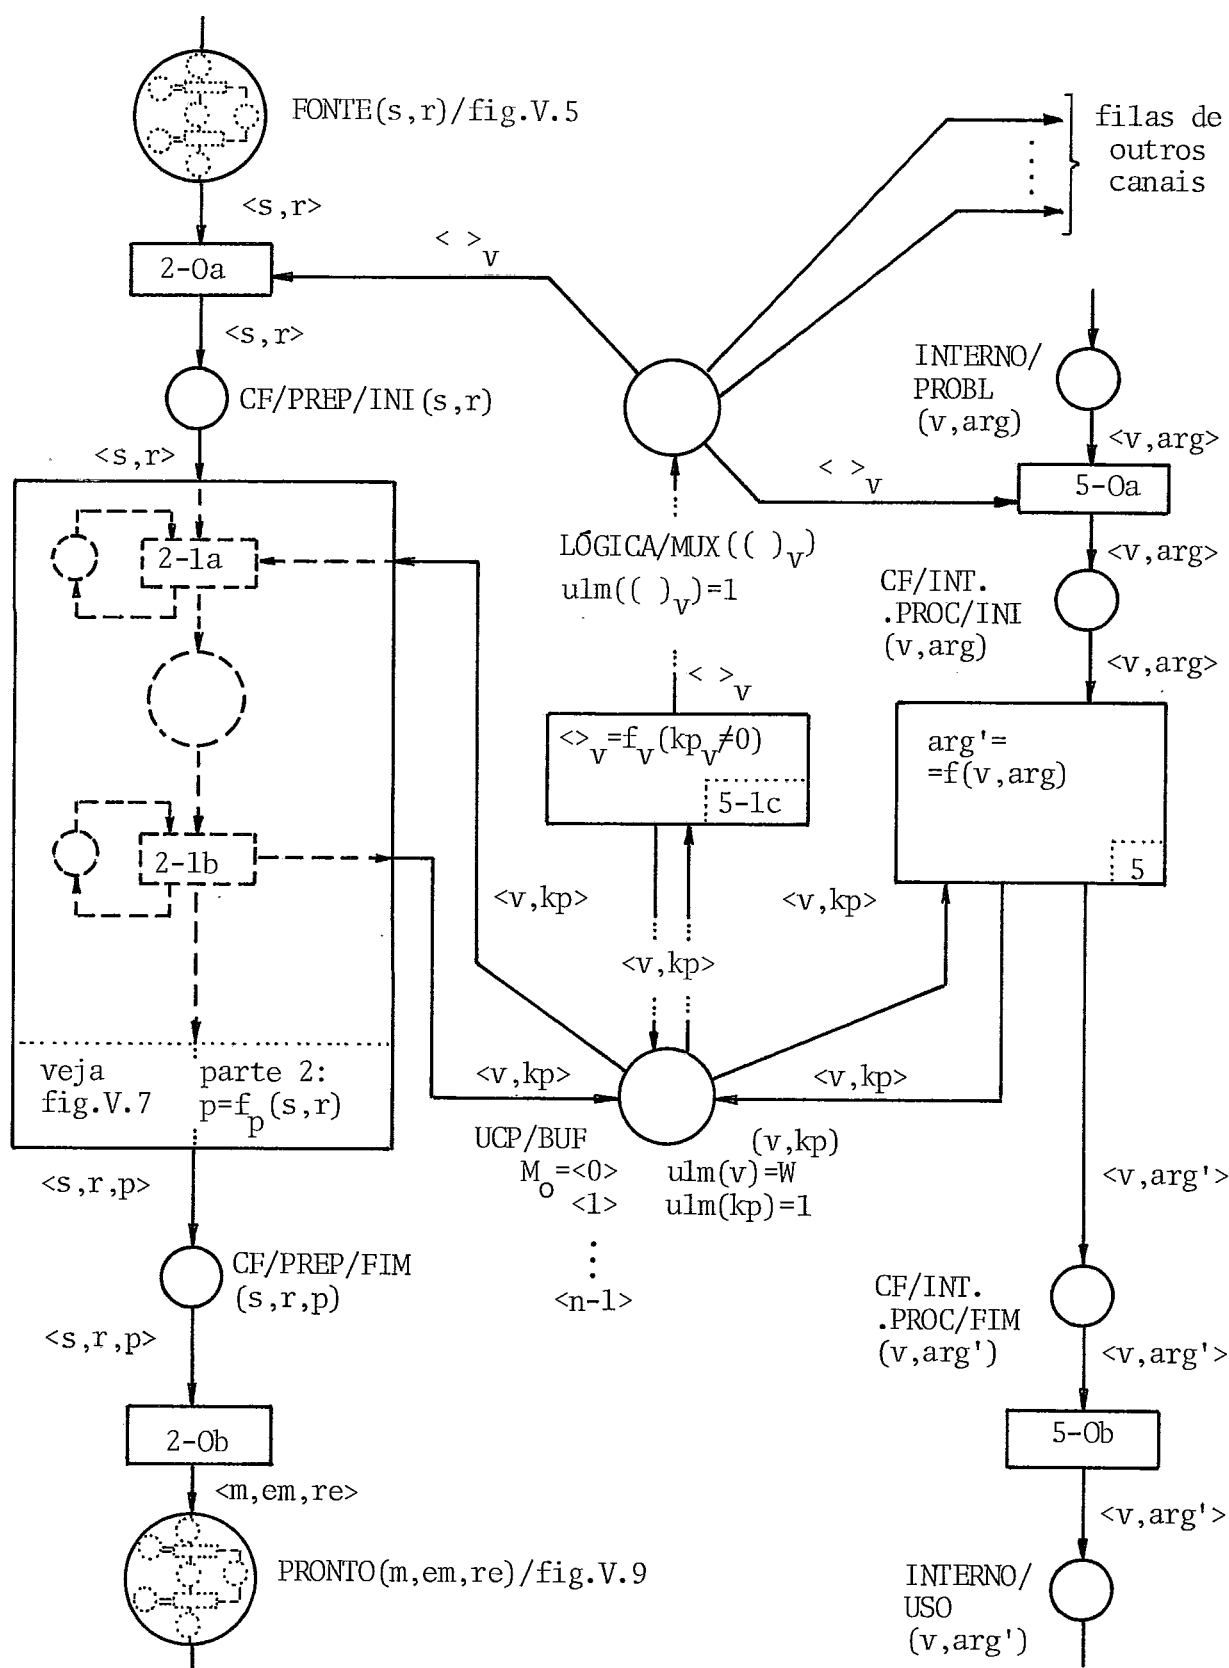 FONTE(s,r)/fig.V.5
<s,r>
2-0a
< >v
<s,r>
CF/PREP/INI(s,r)
<s,r>
filas de
outros
canais
INTERNO/
PROBL
(v,arg)
<v,arg>
< >v
5-0a
<v,arg>
LÓGICA/MUX(( )v)
ulm(( )v)=1
CF/INT.
.PROC/INI
(v,arg)
<v,arg>
2-1a
< >v
<>v=fv(kpv≠0)
5-1c
arg'=
=f(v,arg)
5
2-1b
<v,kp>
<v,kp>
<v,kp>
veja
fig.V.7
parte 2:
p=fp(s,r)
<v,kp>
<v,kp>
UCP/BUF
Mo=<0>
<1>
<n-1>
(v,kp)
ulm(v)=W
ulm(kp)=1
<s,r,p>
CF/PREP/FIM
(s,r,p)
<s,r,p>
2-0b
<m,em,re>
PRONTO(m,em,re)/fig.V.9
<v,arg'>
CF/INT.
.PROC/FIM
(v,arg')
<v,arg'>
5-0b
<v,arg'>
INTERNO/
USO
(v,arg')